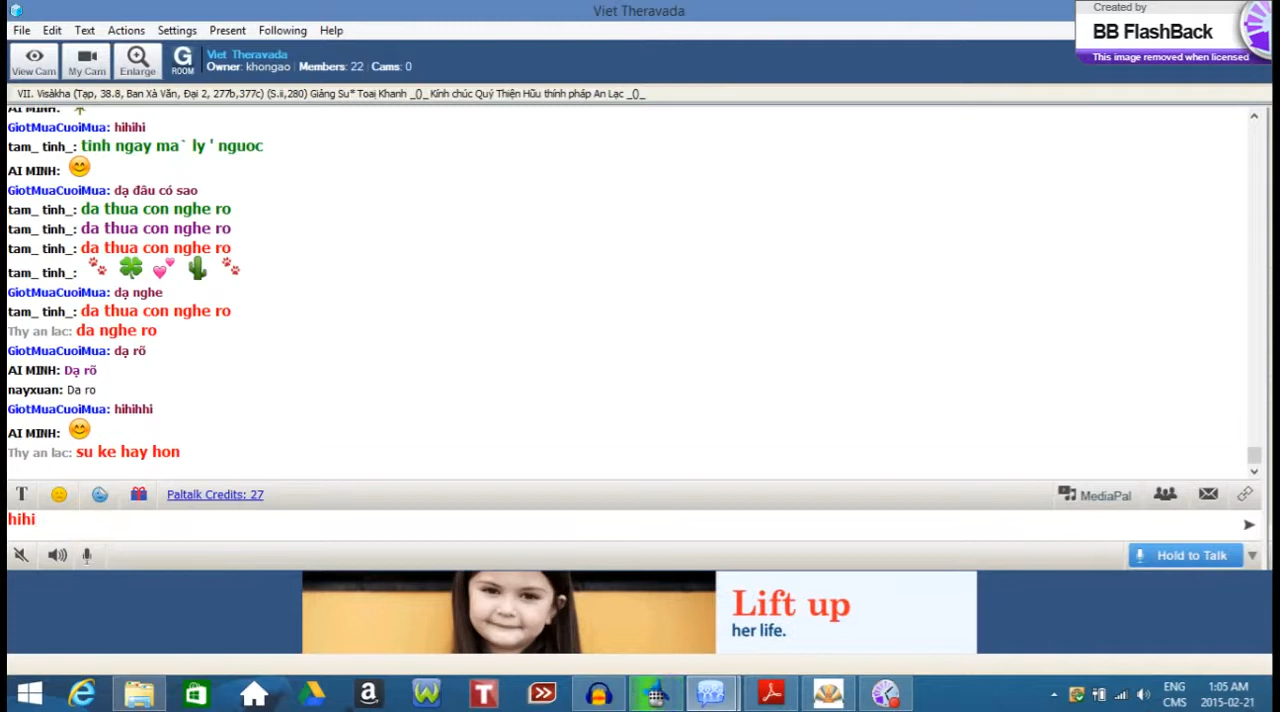 Viet Theravada
Created by
BB FlashBack
This image removed when licensed
File Edit Text Actions Settings Present Following Help
View Cam
My Cam
Enlarge
G
ROOM
Viet Theravada
Owner: khongao : Members: 22 : Cams: 0
VII. Visàkha (Tạp, 38.8, Ban Xà Văn, Đại 2, 277b,377c) (S.ii,280) Giảng Su* Toaị Khanh _()_ Kính chúc Quý Thiện Hữu thính pháp An Lạc _()_
AI MINH:
GiotMuaCuoiMua: hihihi
tam_ tinh_: tinh ngay ma` ly ' nguoc
AI MINH:
GiotMuaCuoiMua: dạ đâu có sao
tam_ tinh_: da thua con nghe ro
tam_ tinh_: da thua con nghe ro
tam_ tinh_: da thua con nghe ro
tam_ tinh_:
GiotMuaCuoiMua: dạ nghe
tam_ tinh_: da thua con nghe ro
Thy an lac: da nghe ro
GiotMuaCuoiMua: dạ rõ
AI MINH: Dạ rõ
nayxuan: Da ro
GiotMuaCuoiMua: hihihhi
AI MINH:
Thy an lac: su ke hay hon
T
Paltalk Credits: 27
MediaPal
hihi
Hold to Talk
Lift up
her life.
ENG
CMS
1:05 AM
2015-02-21